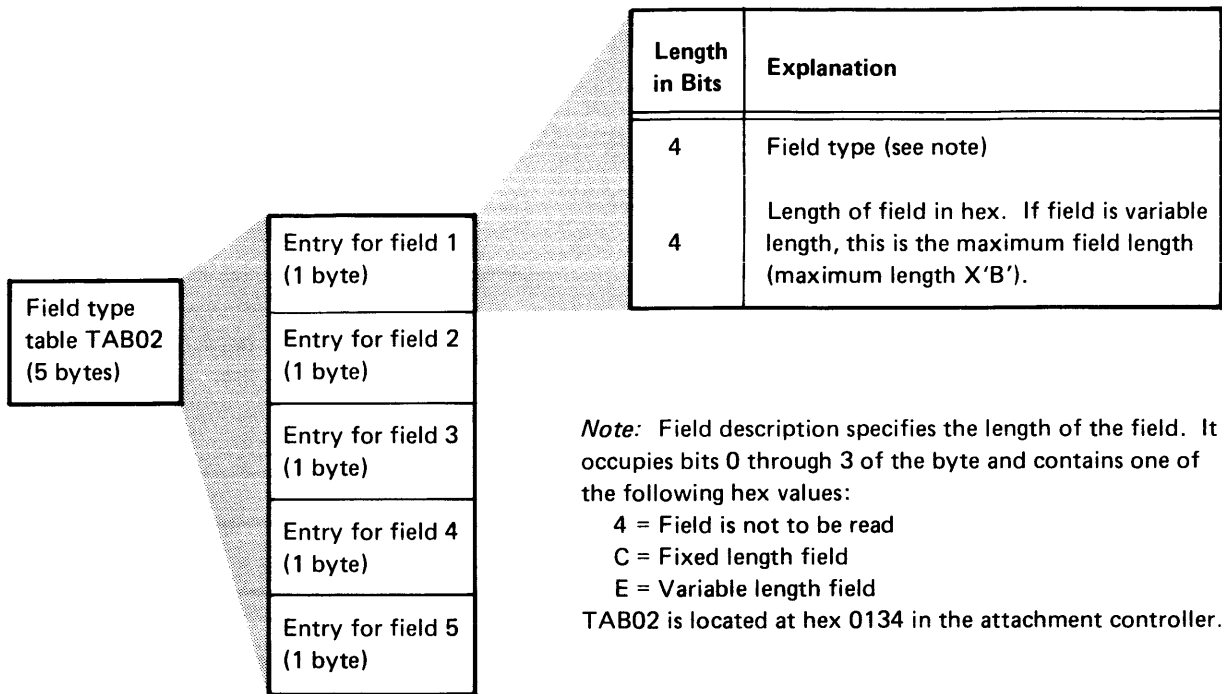 Field type
table TAB02
(5 bytes)
Entry for field 1
(1 byte)
Entry for field 2
(1 byte)
Entry for field 3
(1 byte)
Entry for field 4
(1 byte)
Entry for field 5
(1 byte)
Length
in Bits
Explanation
4
Field type (see note)
4
Length of field in hex. If field is variable
length, this is the maximum field length
(maximum length X‘B’).
Note: Field description specifies the length of the field. It
occupies bits 0 through 3 of the byte and contains one of
the following hex values:
4 = Field is not to be read
C = Fixed length field
E = Variable length field
TAB02 is located at hex 0134 in the attachment controller.